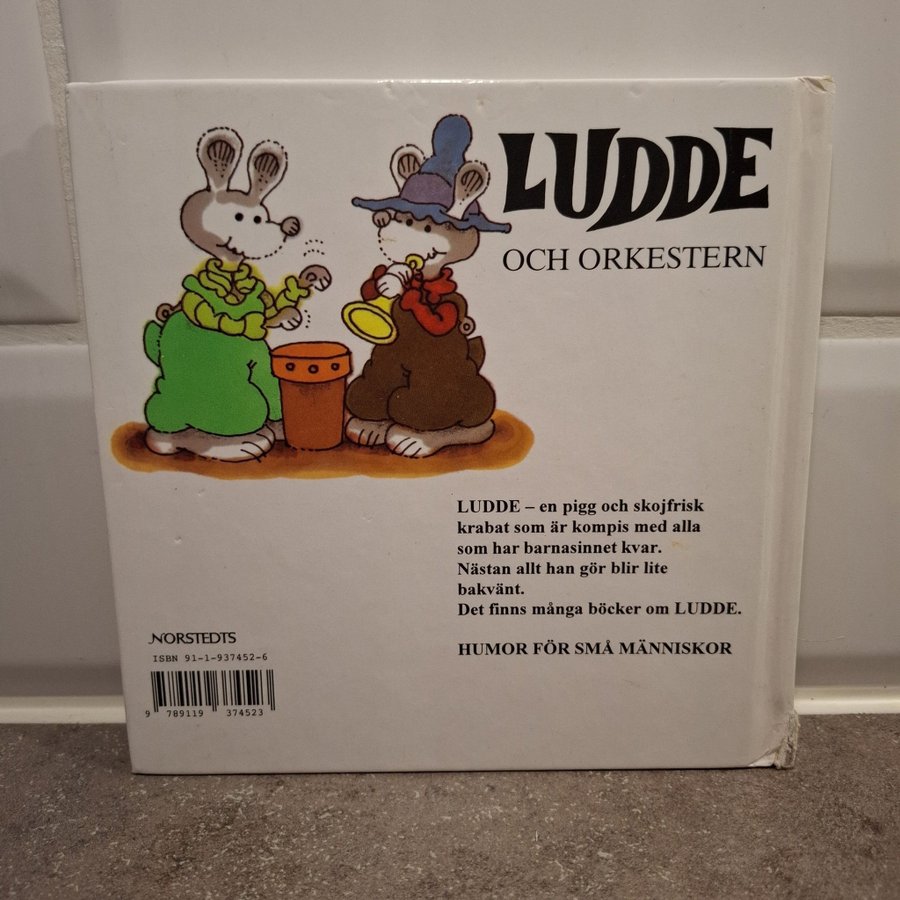 LUDDE
OCH ORKESTERN
LUDDE – en pigg och skojfrisk
krabat som är kompis med alla
som har barnasinnet kvar.
Nästan allt han gör blir lite
bakvänt.
Det finns många böcker om LUDDE.
HUMOR FÖR SMÅ MÄNNISKOR
NORSTEDTS
ISBN 91-1-937452-6
9 789119 374523